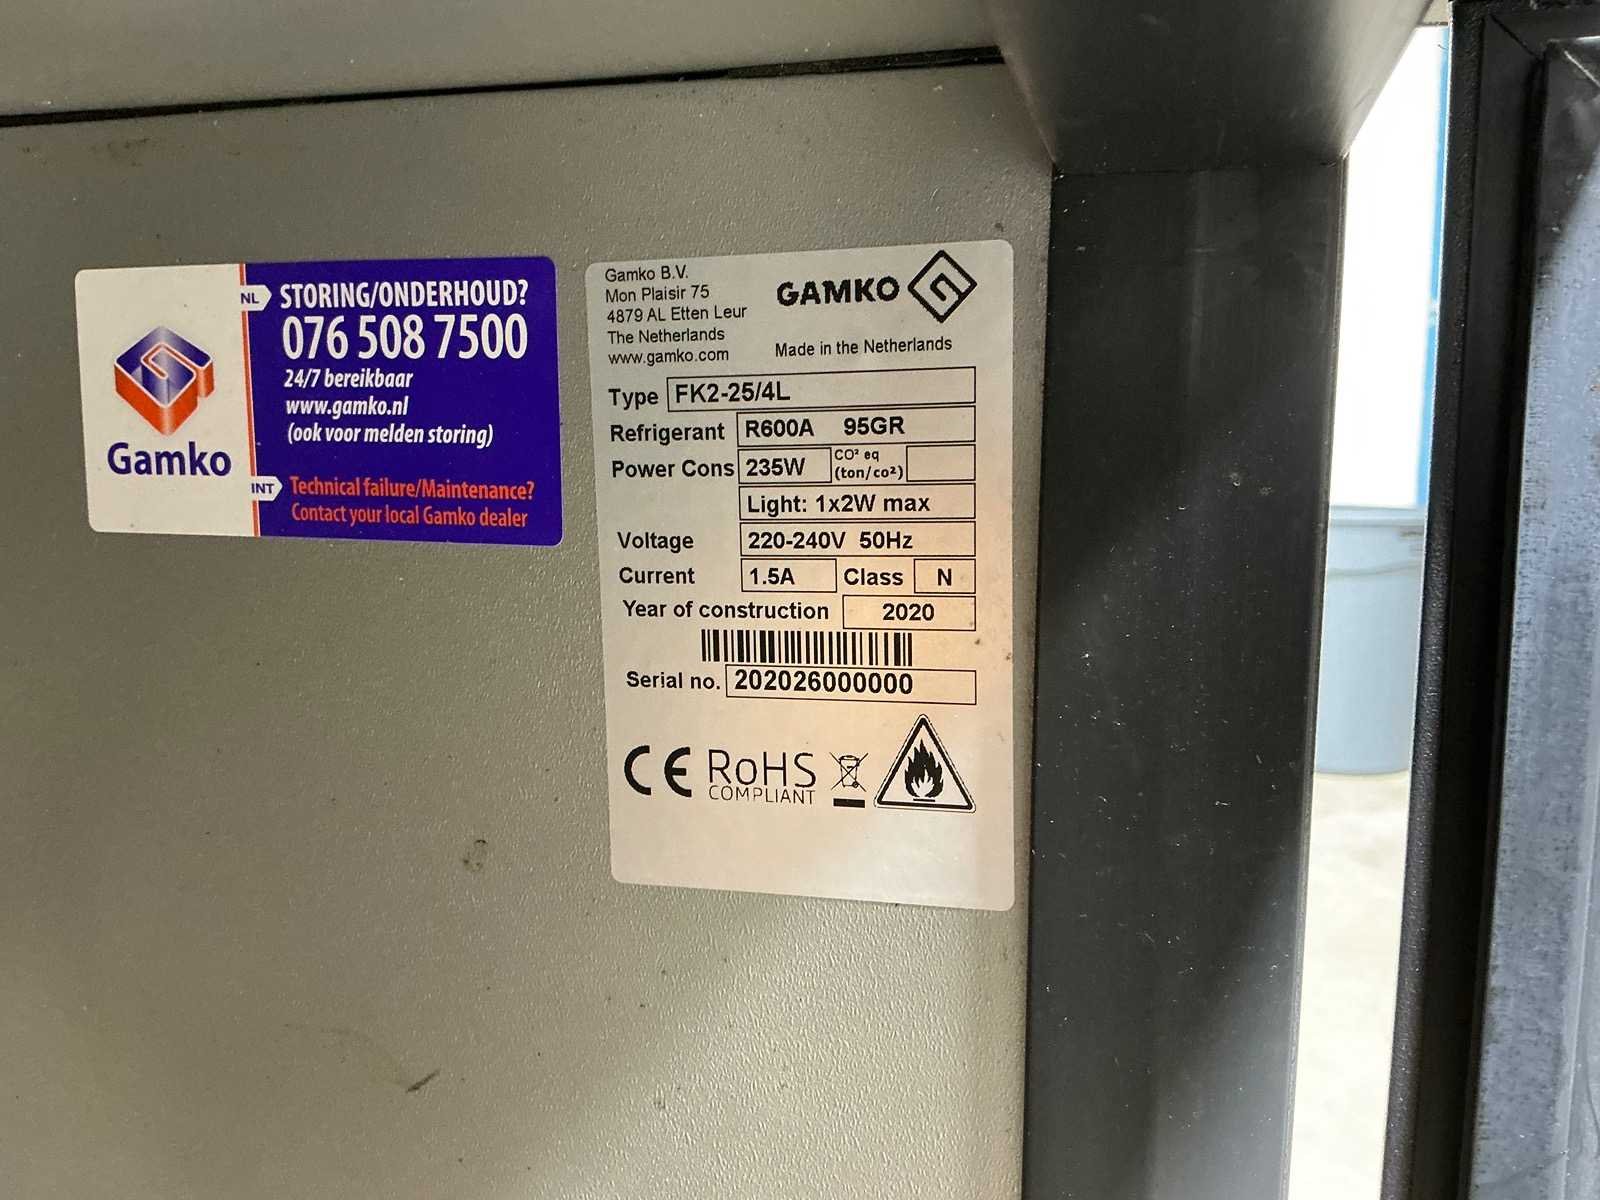 NL STORING/ONDERHOUD?
076 508 7500
24/7 bereikbaar
www.gamko.nl
(ook voor melden storing)
Gamko
INT Technical failure/Maintenance?
Contact your local Gamko dealer
Gamko B.V.
Mon Plaisir 75
4879 AL Etten Leur
The Netherlands
www.gamko.com
GAMKO
Made in the Netherlands
Type FK2-25/4L
Refrigerant R600A 95GR
Power Cons 235W CO² eq (ton/co²)
Light: 1x2W max
Voltage 220-240V 50Hz
Current 1.5A Class N
Year of construction 2020
Serial no. 202026000000
CE RoHS
COMPLIANT